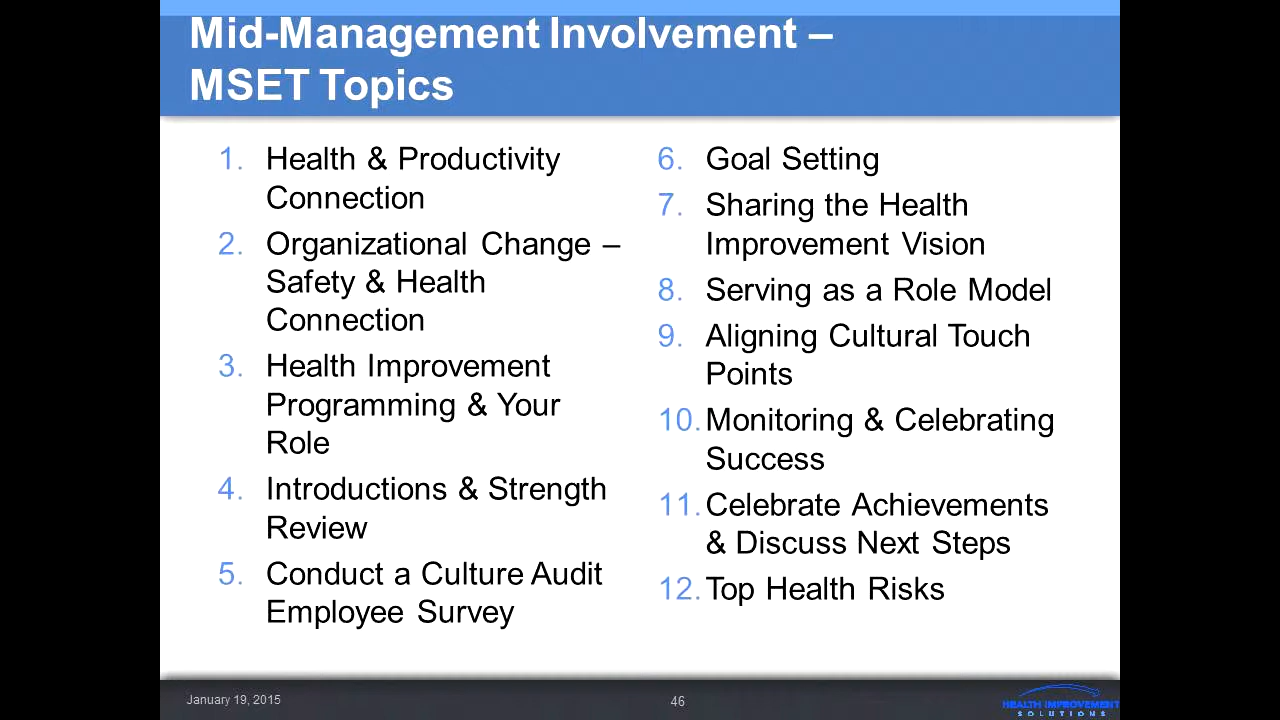 Mid-Management Involvement –
MSET Topics
1. Health & Productivity
Connection
2. Organizational Change –
Safety & Health
Connection
3. Health Improvement
Programming & Your
Role
4. Introductions & Strength
Review
5. Conduct a Culture Audit
Employee Survey
6. Goal Setting
7. Sharing the Health
Improvement Vision
8. Serving as a Role Model
9. Aligning Cultural Touch
Points
10. Monitoring & Celebrating
Success
11. Celebrate Achievements
& Discuss Next Steps
12. Top Health Risks
January 19, 2015
46
HEALTH IMPROVEMENT
SOLUTIONS